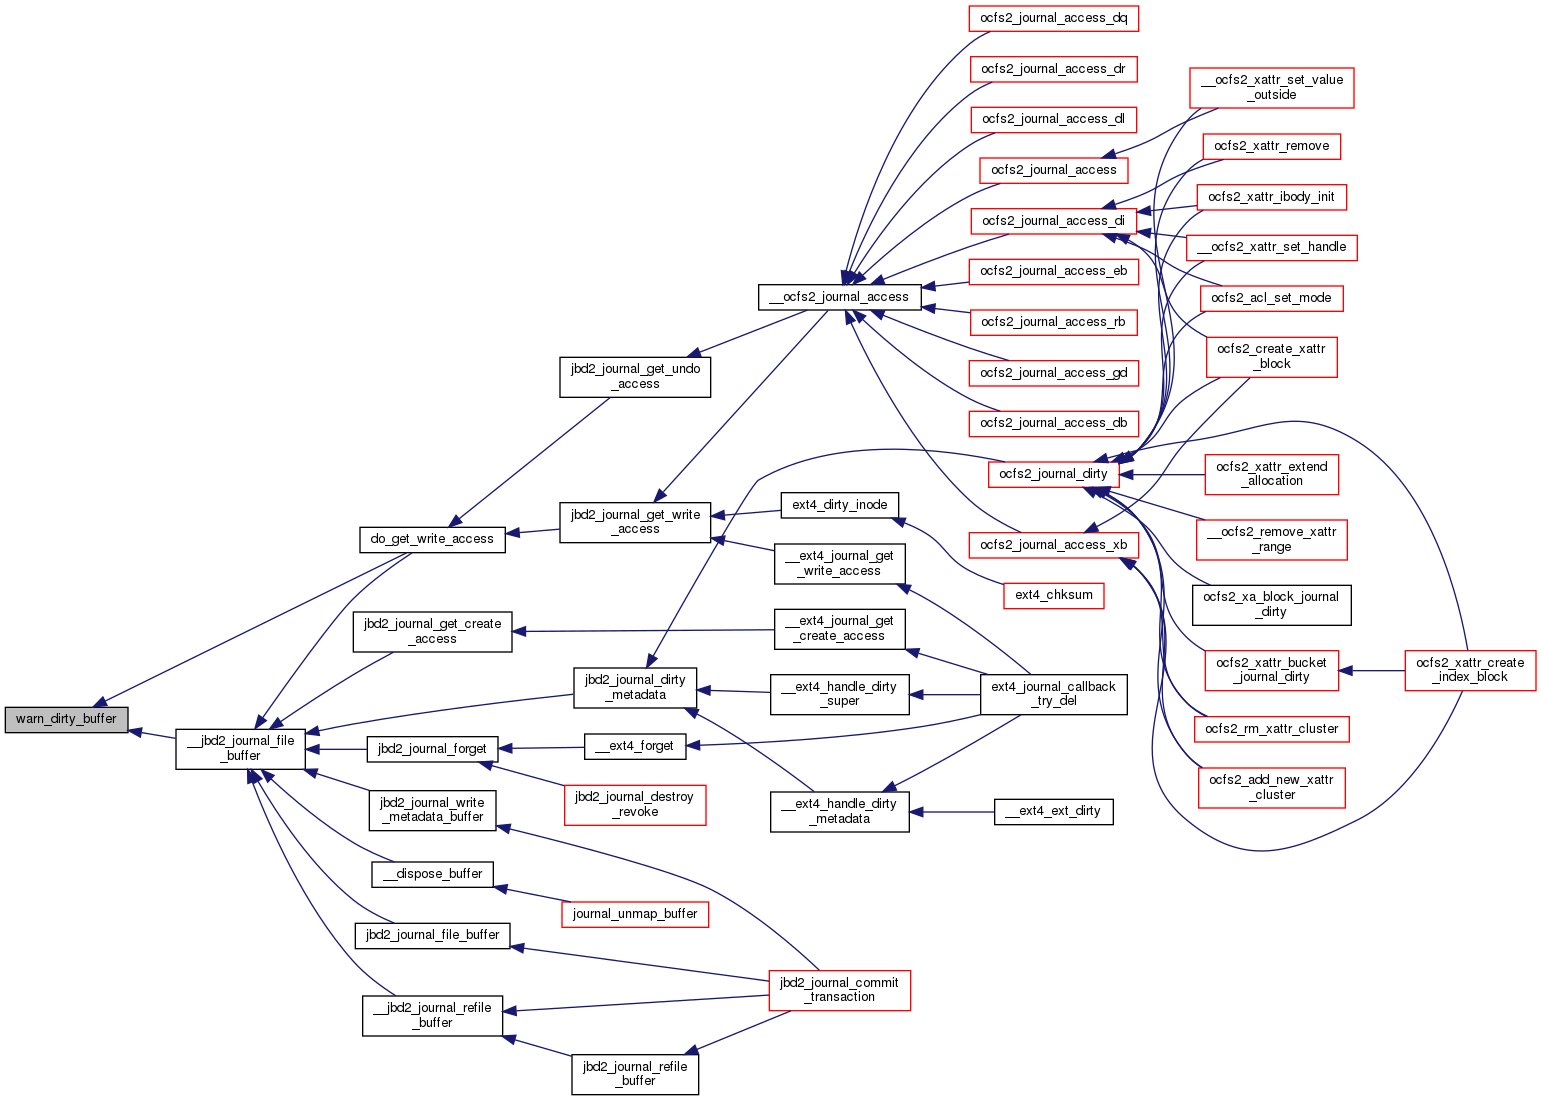 warn_dirty_buffer
__jbd2_journal_file
_buffer
do_get_write_access
jbd2_journal_get_create
_access
jbd2_journal_forget
jbd2_journal_write
_metadata_buffer
__dispose_buffer
jbd2_journal_file_buffer
__jbd2_journal_refile
_buffer
jbd2_journal_get_undo
_access
jbd2_journal_get_write
_access
jbd2_journal_dirty
_metadata
__ext4_forget
jbd2_journal_destroy
_revoke
journal_unmap_buffer
jbd2_journal_refile
_buffer
__ocfs2_journal_access
ext4_dirty_inode
__ext4_journal_get
_write_access
__ext4_journal_get
_create_access
__ext4_handle_dirty
_super
__ext4_handle_dirty
_metadata
jbd2_journal_commit
_transaction
ocfs2_journal_access_dq
ocfs2_journal_access_dr
ocfs2_journal_access_dl
ocfs2_journal_access
ocfs2_journal_access_di
ocfs2_journal_access_eb
ocfs2_journal_access_rb
ocfs2_journal_access_gd
ocfs2_journal_access_db
ocfs2_journal_dirty
ocfs2_journal_access_xb
ext4_chksum
ext4_journal_callback
_try_del
__ext4_ext_dirty
__ocfs2_xattr_set_value
_outside
ocfs2_xattr_remove
ocfs2_xattr_ibody_init
__ocfs2_xattr_set_handle
ocfs2_acl_set_mode
ocfs2_create_xattr
_block
ocfs2_xattr_extend
_allocation
__ocfs2_remove_xattr
_range
ocfs2_xa_block_journal
_dirty
ocfs2_xattr_bucket
_journal_dirty
ocfs2_rm_xattr_cluster
ocfs2_add_new_xattr
_cluster
ocfs2_xattr_create
_index_block